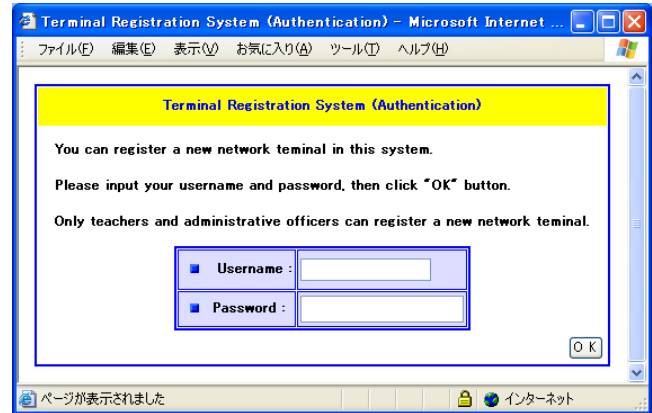 Terminal Registration System (Authentication) - Microsoft Internet ...
ファイル(F) 編集(E) 表示(V) お気に入り(A) ツール(T) ヘルプ(H)
Terminal Registration System (Authentication)
You can register a new network teminal in this system.
Please input your username and password, then click "OK" button.
Only teachers and administrative officers can register a new network teminal.
Username :
Password :
O K
ページが表示されました インターネット